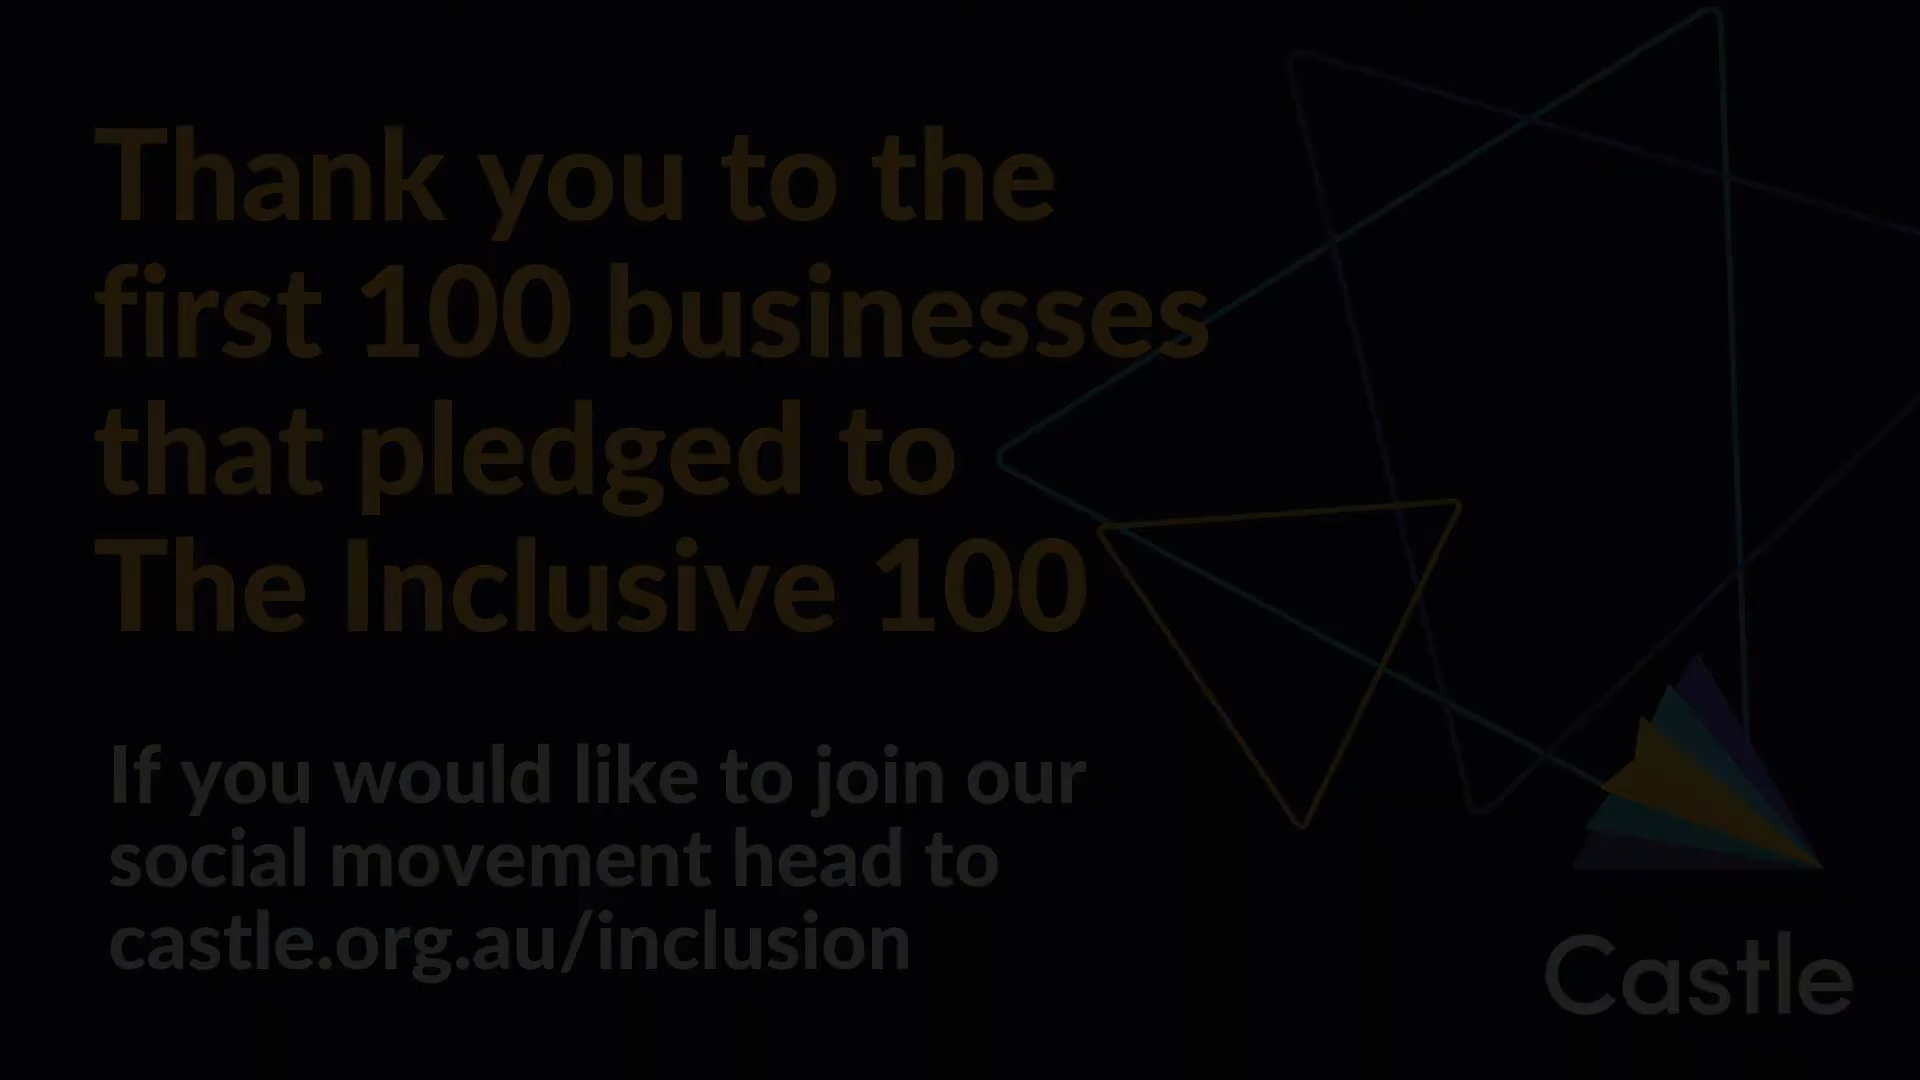 Thank you to the
first 100 businesses
that pledged to
The Inclusive 100
If you would like to join our
social movement head to
castle.org.au/inclusion
Castle